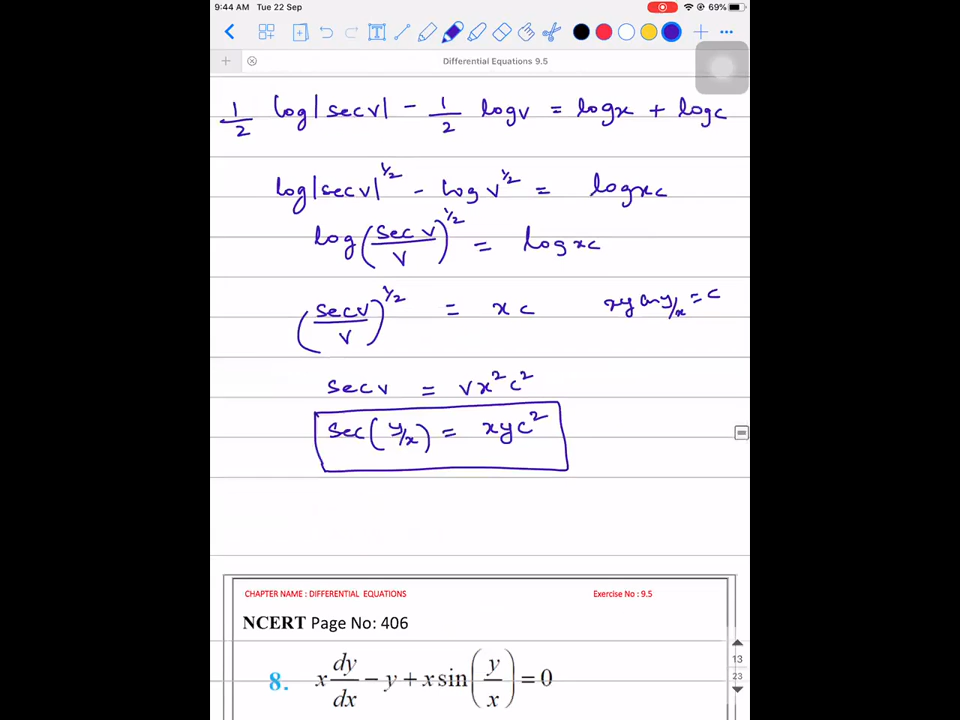 9:44 AM Tue 22 Sep 69%
Differential Equations 9.5
1/2 log|sec v| - 1/2 log v = log x + log c
log|sec v|^1/2 - log v^1/2 = log xc
log(sec v / v)^1/2 = log xc
(sec v / v)^1/2 = x c
xy cos y/x = c
sec v = v x² c²
sec(y/x) = xyc²
CHAPTER NAME : DIFFERENTIAL EQUATIONS Exercise No : 9.5
NCERT Page No: 406
8. x dy/dx - y + x sin(y/x) = 0
13
23